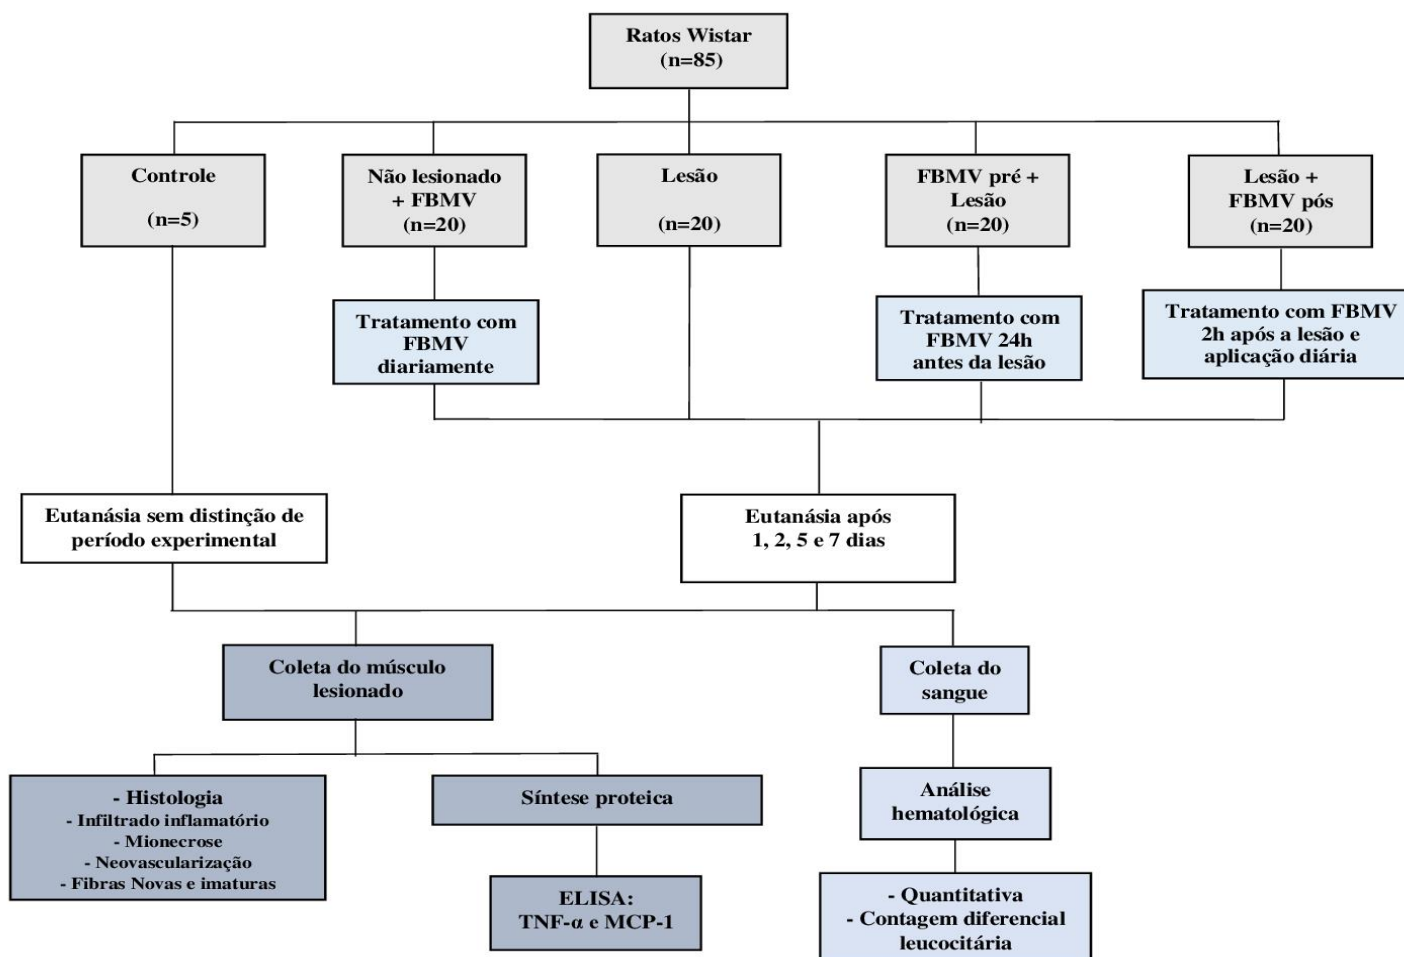 Ratos Wistar
(n=85)
Controle
(n=5)
Não lesionado
+ FBMV
(n=20)
Lesão
(n=20)
FBMV pré +
Lesão
(n=20)
Lesão +
FBMV pós
(n=20)
Tratamento com
FBMV
diariamente
Tratamento com
FBMV 24h
antes da lesão
Tratamento com FBMV
2h após a lesão e
aplicação diária
Eutanásia sem distinção de
período experimental
Eutanásia após
1, 2, 5 e 7 dias
Coleta do músculo
lesionado
Coleta do
sangue
- Histologia
- Infiltrado inflamatório
- Mionecrose
- Neovascularização
- Fibras Novas e imaturas
Síntese proteica
ELISA:
TNF-α e MCP-1
Análise
hematológica
- Quantitativa
- Contagem diferencial
leucocitária